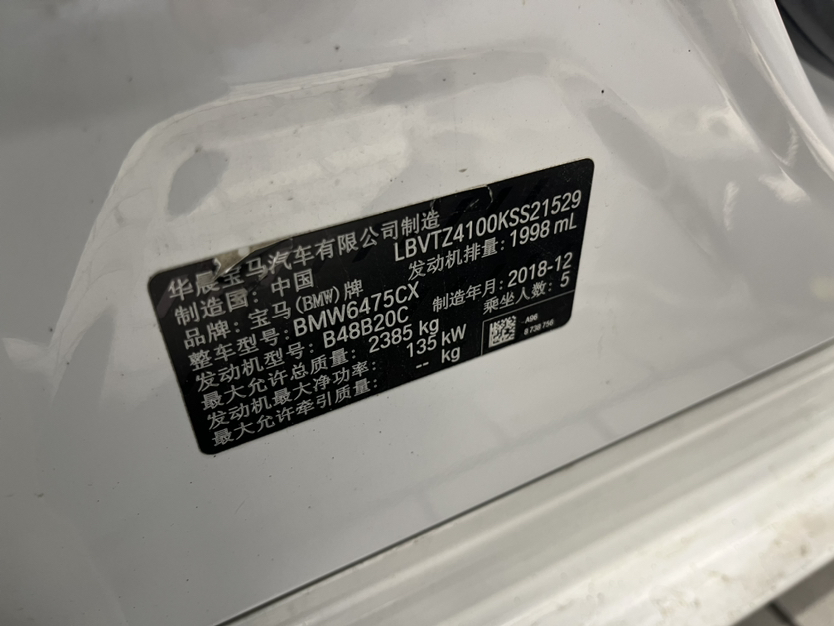 华晨宝马汽车有限公司制造
制造国: 中国 LBVTZ4100KSS21529
品牌: 宝马(BMW)牌 发动机排量: 1998 mL
整车型号: BMW6475CX 制造年月: 2018-12
发动机型号: B48B20C 乘坐人数: 5
最大允许总质量: 2385 kg
发动机最大净功率: 135 kW
最大允许牵引质量: -- kg
A96
8 738 756